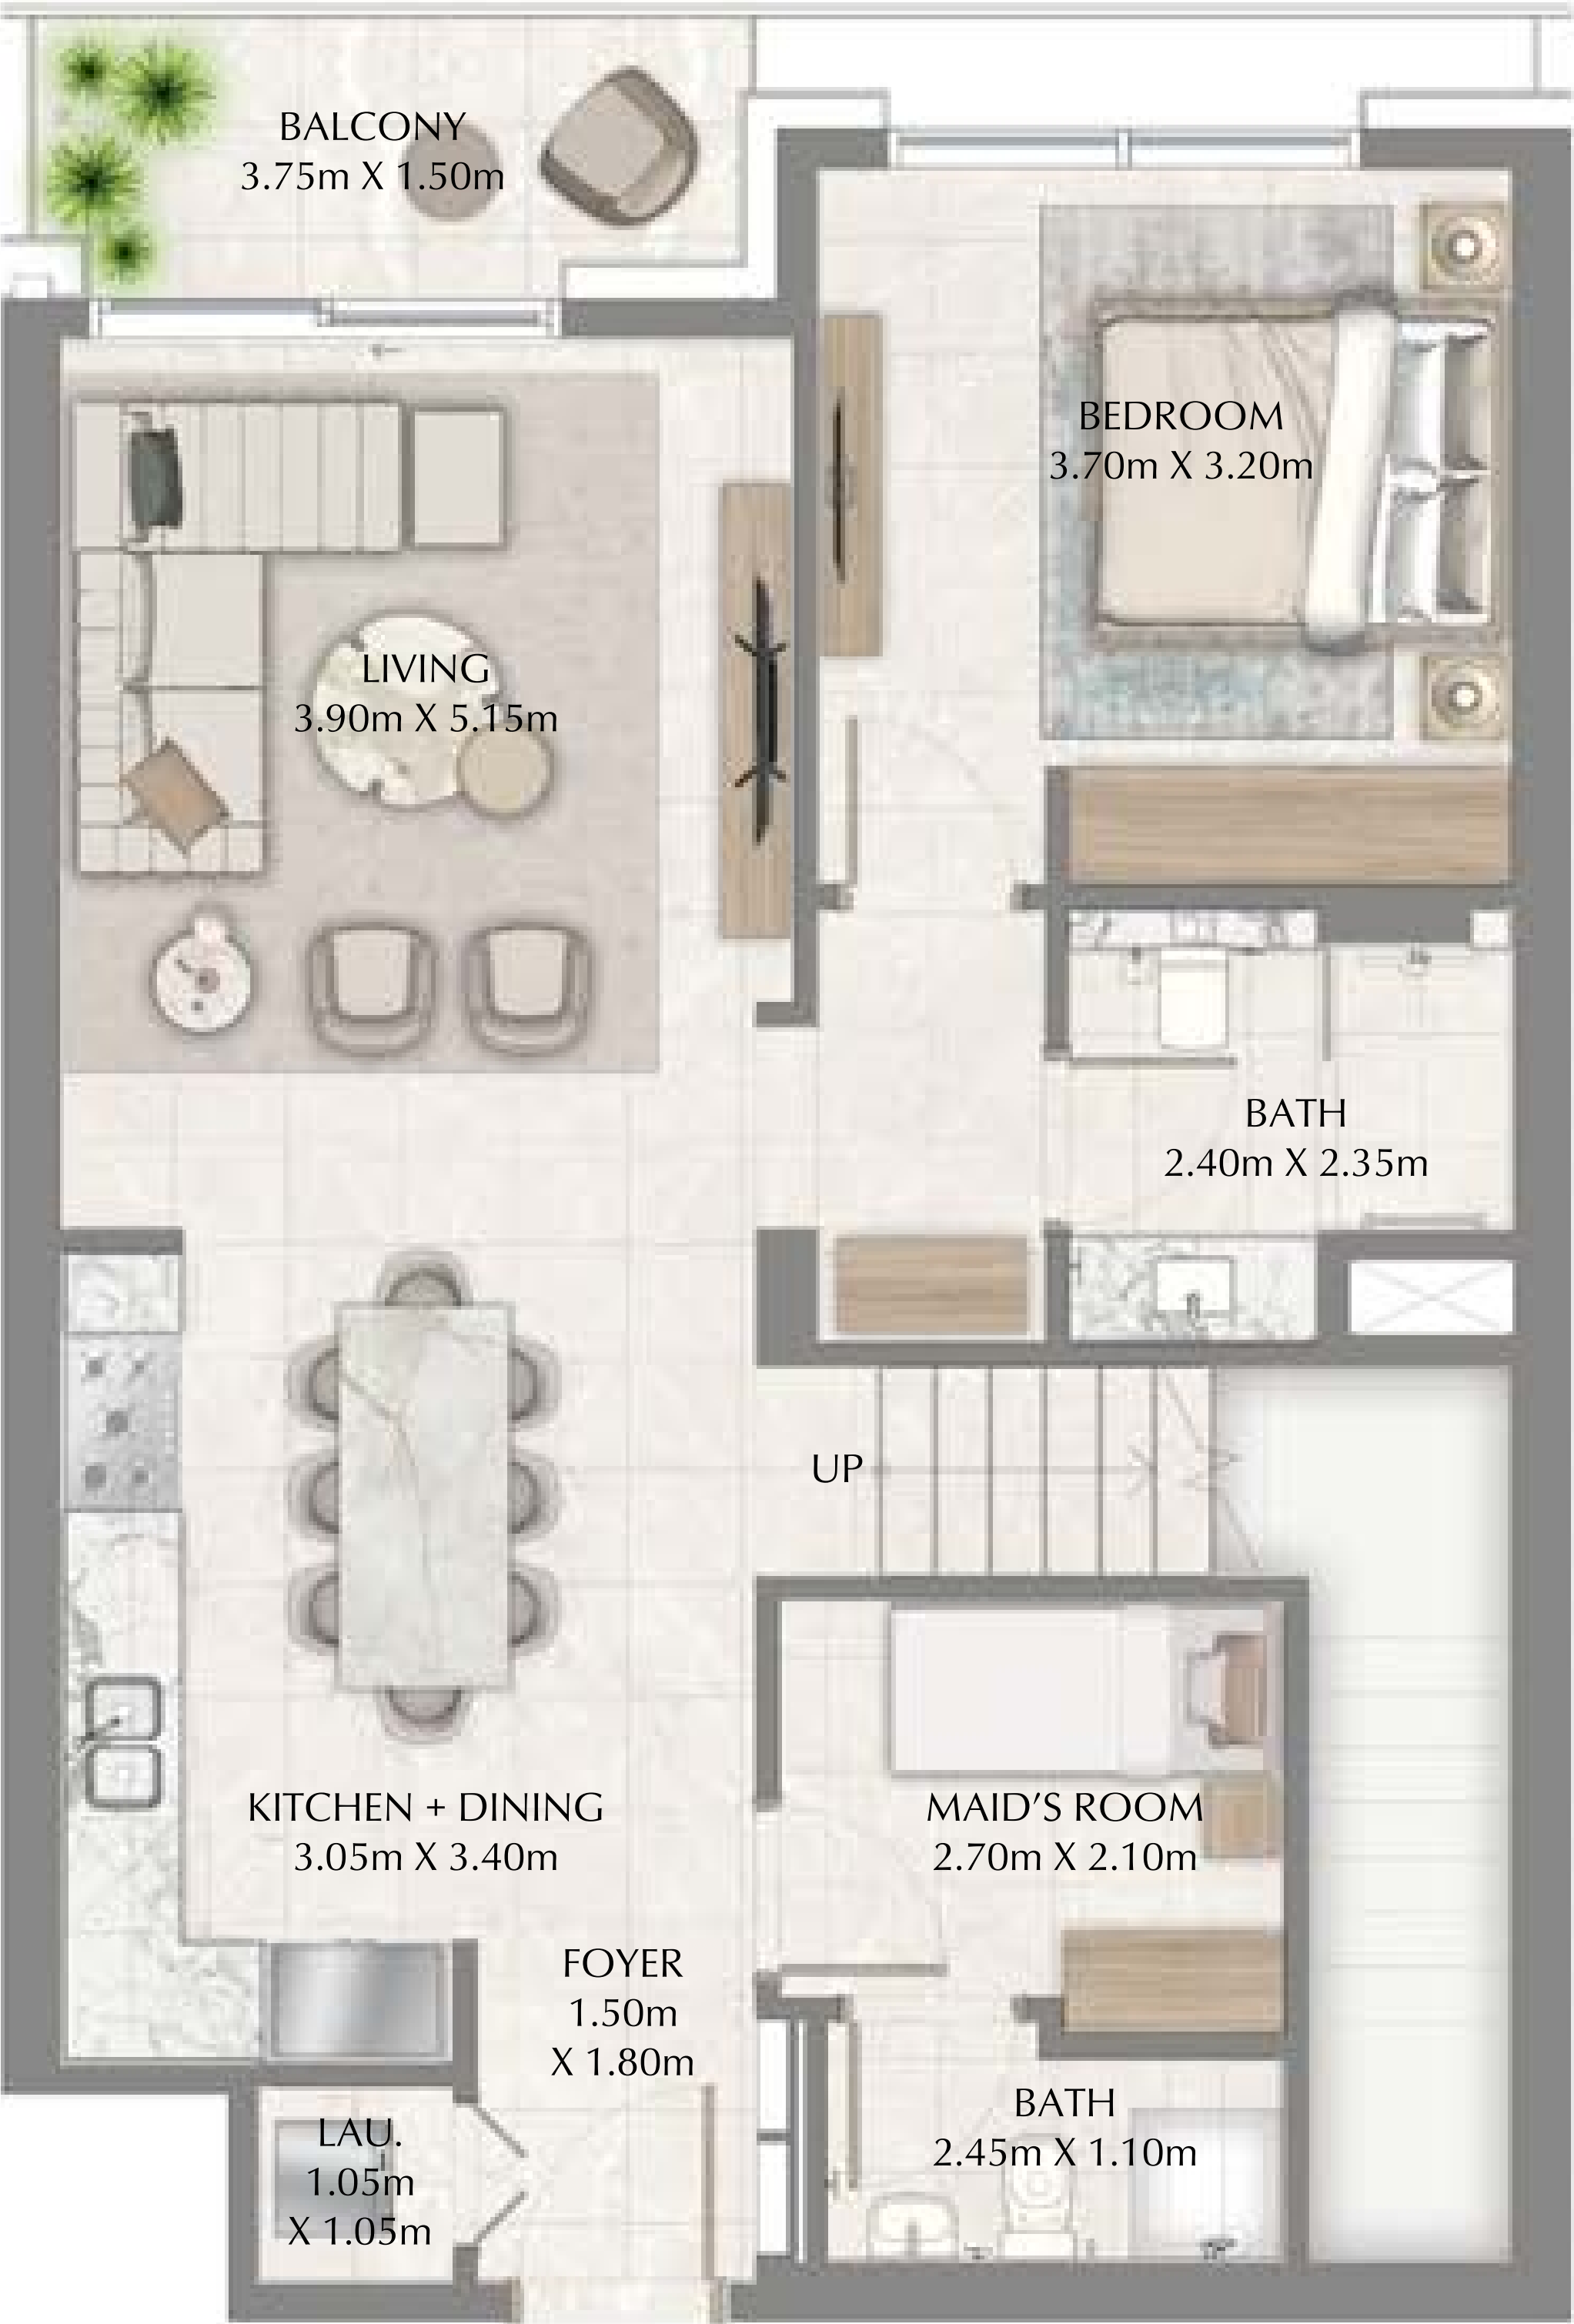 BALCONY
3.75m X 1.50m
BEDROOM
3.70m X 3.20m
LIVING
3.90m X 5.15m
BATH
2.40m X 2.35m
UP
KITCHEN + DINING
3.05m X 3.40m
MAID'S ROOM
2.70m X 2.10m
FOYER
1.50m
X 1.80m
LAU.
1.05m
X 1.05m
BATH
2.45m X 1.10m